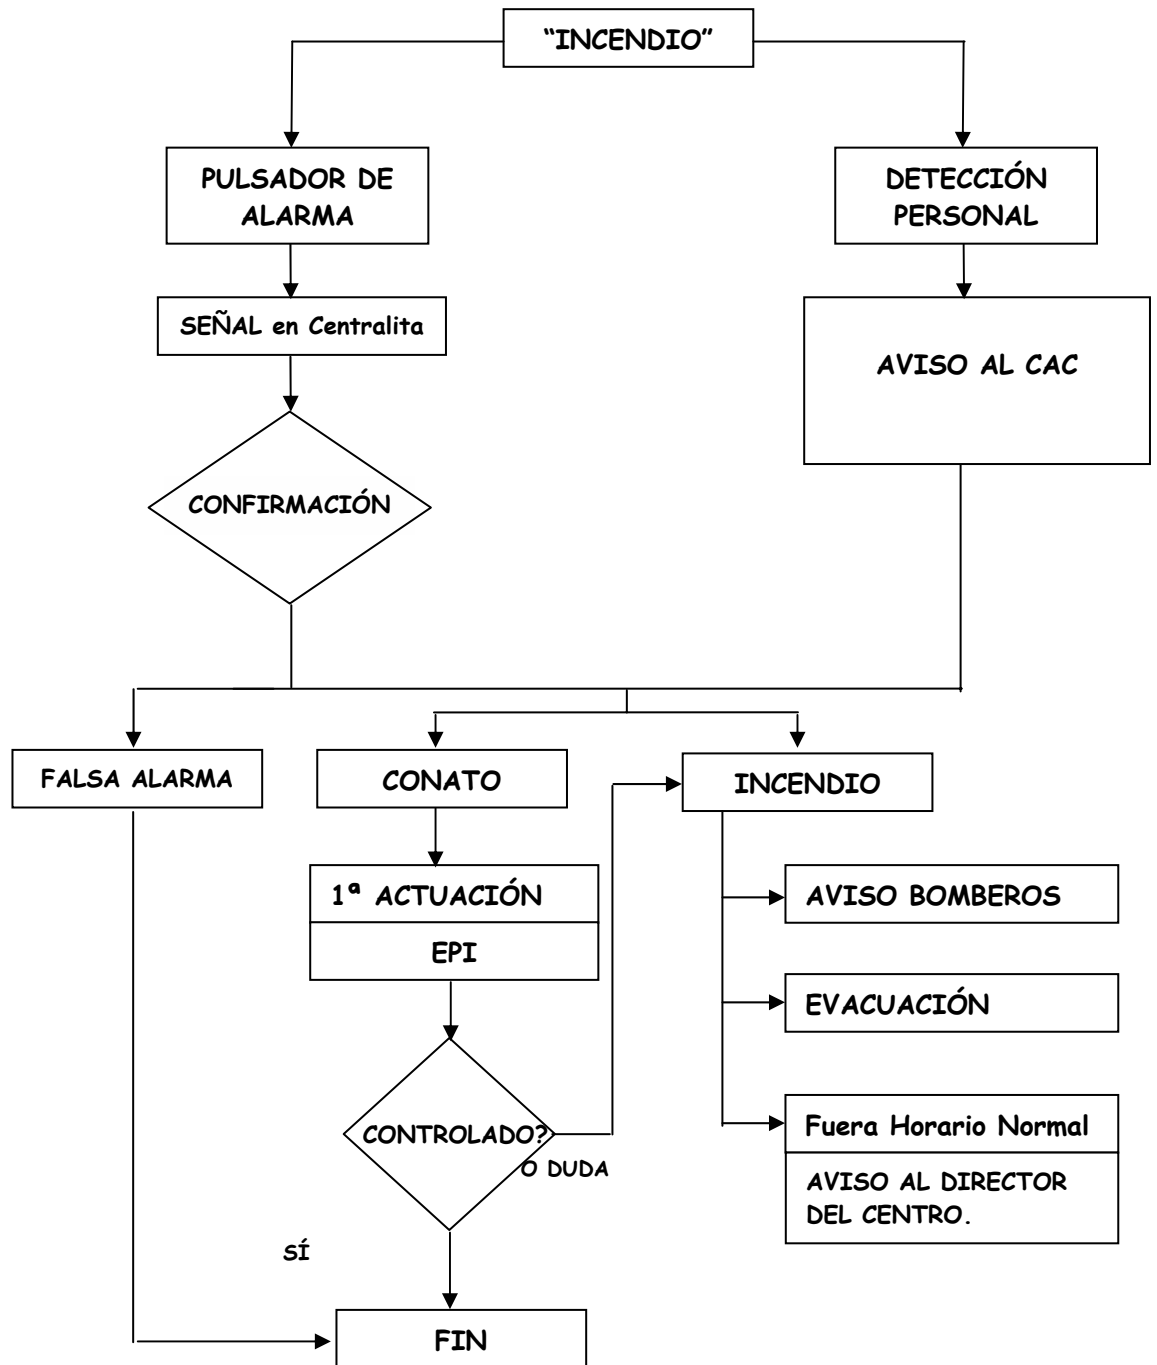 “INCENDIO”
PULSADOR DE
ALARMA
DETECCIÓN
PERSONAL
SEÑAL en Centralita
AVISO AL CAC
CONFIRMACIÓN
FALSA ALARMA
CONATO
INCENDIO
1ª ACTUACIÓN
EPI
AVISO BOMBEROS
EVACUACIÓN
CONTROLADO?
O DUDA
Fuera Horario Normal
AVISO AL DIRECTOR
DEL CENTRO.
SÍ
FIN